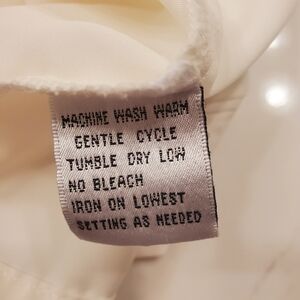 MACHINE WASH WARM
GENTLE CYCLE
TUMBLE DRY LOW
NO BLEACH
IRON ON LOWEST
SETTING AS NEEDED